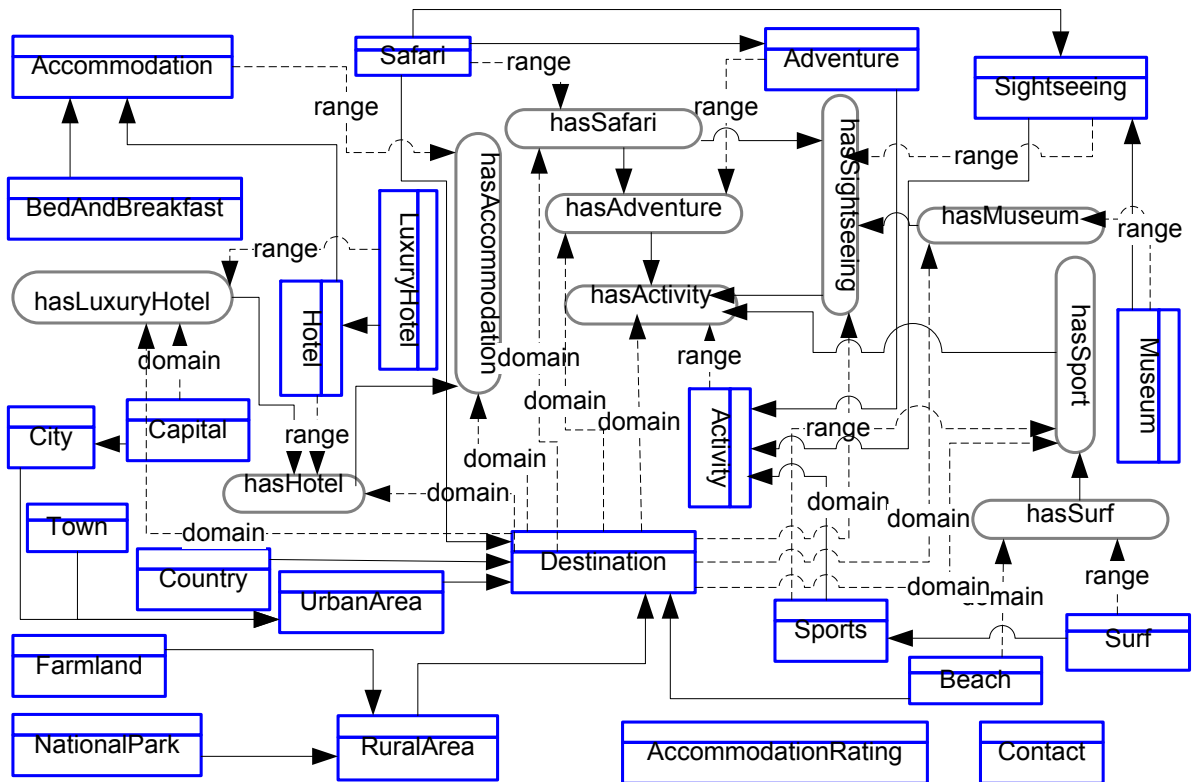 Safari
Adventure
Accommodation
range
Sightseeing
range
range
hasSafari
hasSightseeing
range
hasAccommodation
BedAndBreakfast
LuxuryHotel
hasAdventure
hasMuseum
range
range
hasLuxuryHotel
Hotel
hasActivity
hasSport
Museum
domain
domain
range
City
Capital
range
domain
domain
Activity
range
hasHotel
domain
domain
domain
hasSurf
Town
domain
Destination
Country
UrbanArea
domain
range
domain
Sports
Surf
Farmland
Beach
NationalPark
RuralArea
AccommodationRating
Contact